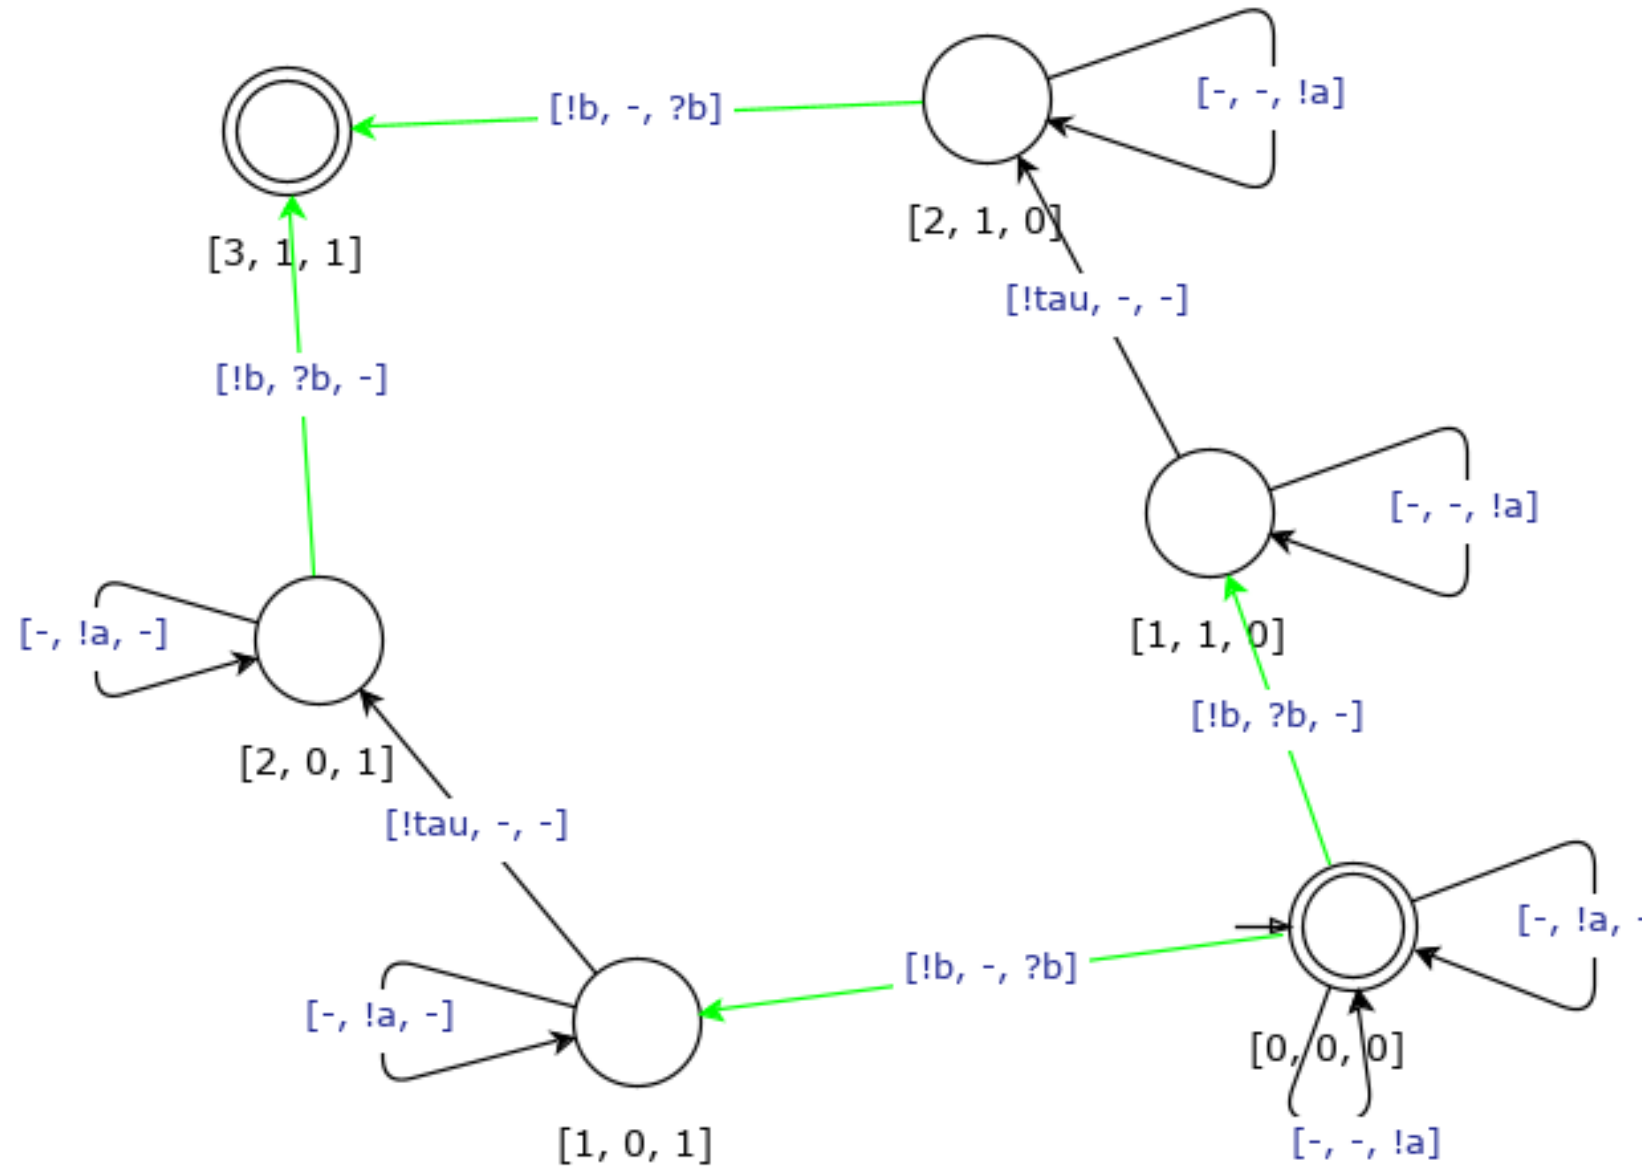 [-, -, !a]
[!b, -, ?b]
[2, 1, 0]
[3, 1, 1]
[!tau, -, -]
[!b, ?b, -]
[-, -, !a]
[1, 1, 0]
[-, !a, -]
[!b, ?b, -]
[2, 0, 1]
[!tau, -, -]
[-, !a, -
[!b, -, ?b]
[-, !a, -]
[0, 0, 0]
[1, 0, 1]
[-, -, !a]